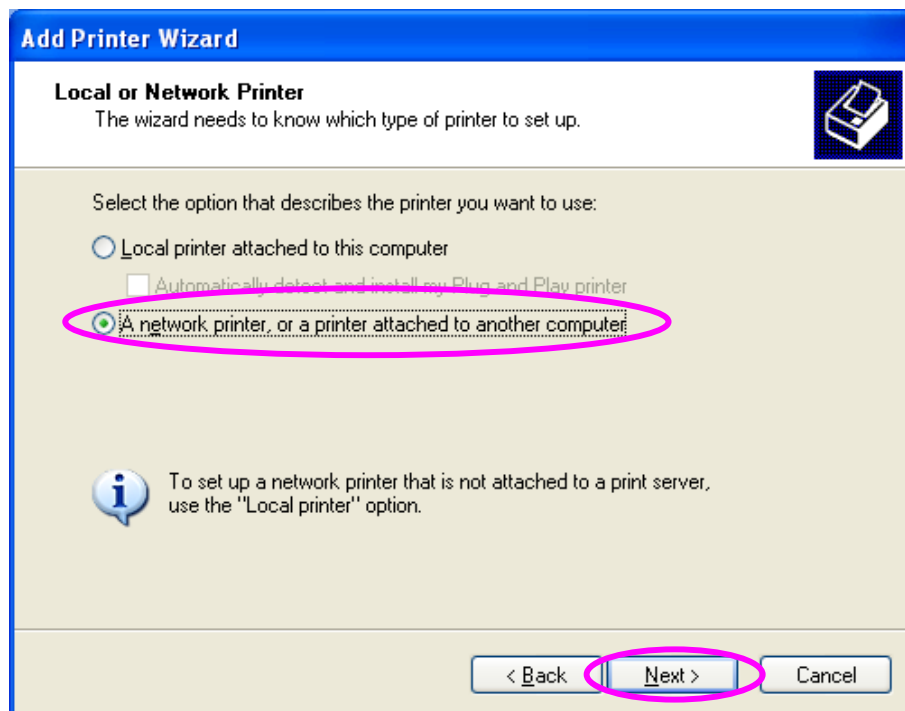 Add Printer Wizard
Local or Network Printer
The wizard needs to know which type of printer to set up.
Select the option that describes the printer you want to use:
Local printer attached to this computer
Automatically detect and install my Plug and Play printer
A network printer, or a printer attached to another computer
To set up a network printer that is not attached to a print server,
use the "Local printer" option.
< Back Next > Cancel